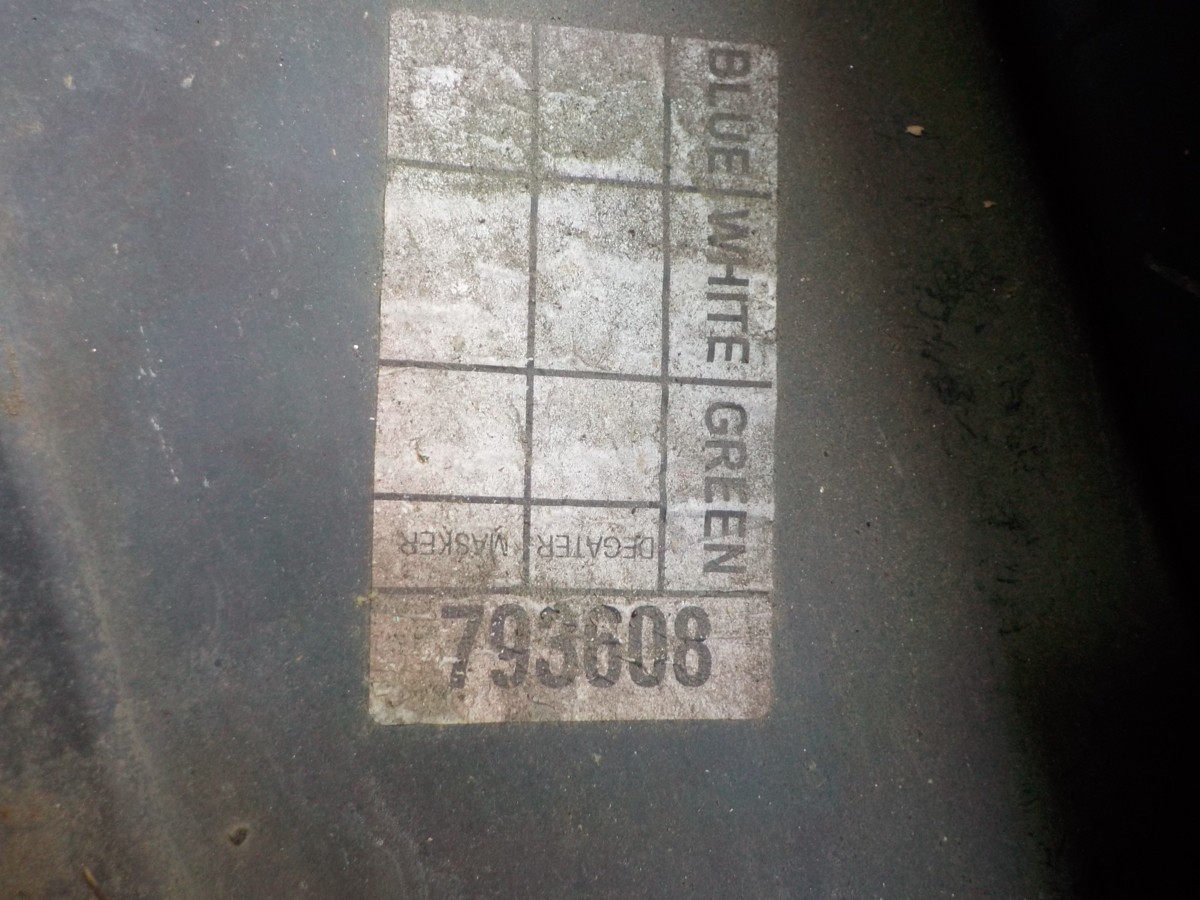 BLUE | WHITE | GREEN
DEGATER
MASKER
793608